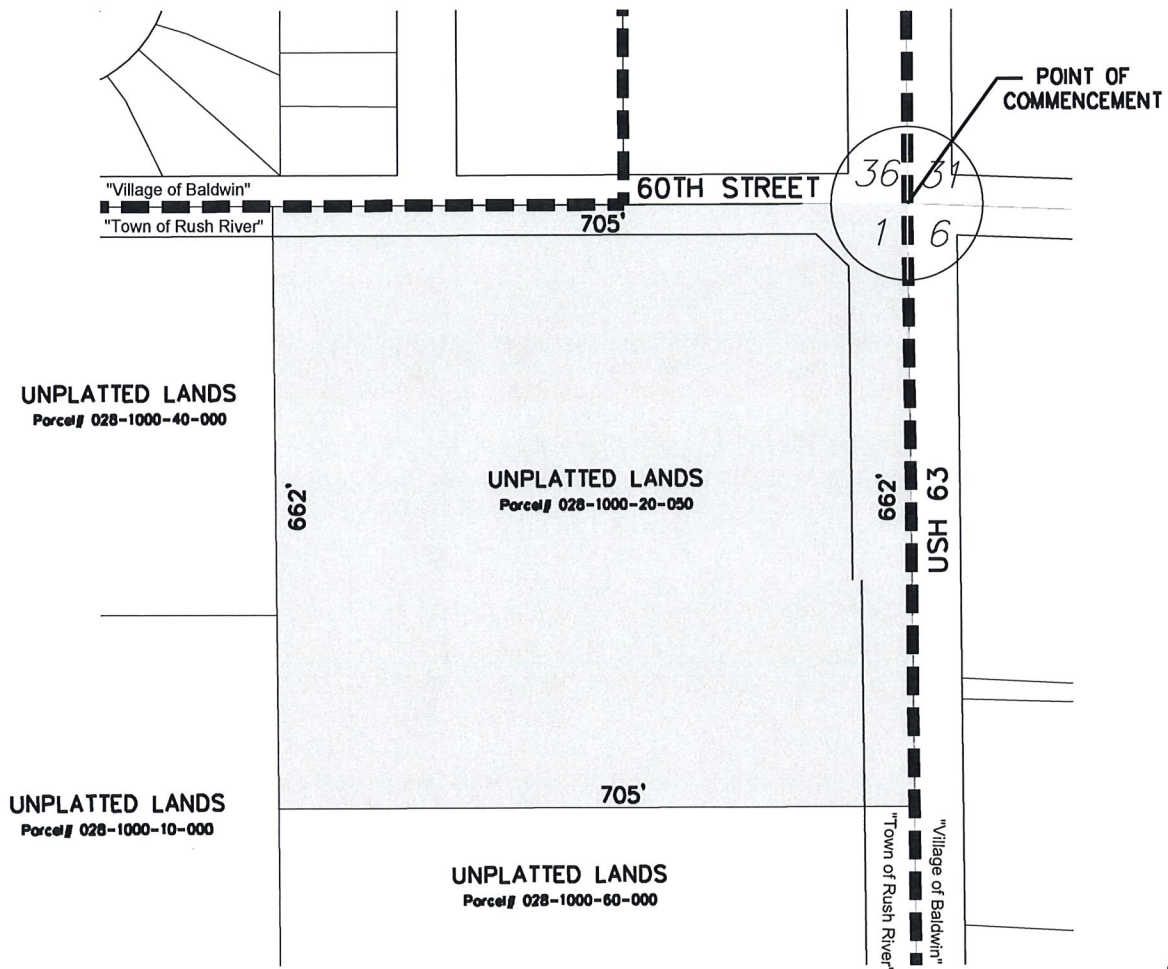 POINT OF
COMMENCEMENT
36 31
"Village of Baldwin"
60TH STREET
"Town of Rush River"
705'
1 6
UNPLATTED LANDS
Parcel# 028-1000-40-000
UNPLATTED LANDS
Parcel# 028-1000-20-050
662'
662'
USH 63
705'
UNPLATTED LANDS
Parcel# 028-1000-10-000
"Town of Rush River"
"Village of Baldwin"
UNPLATTED LANDS
Parcel# 028-1000-60-000